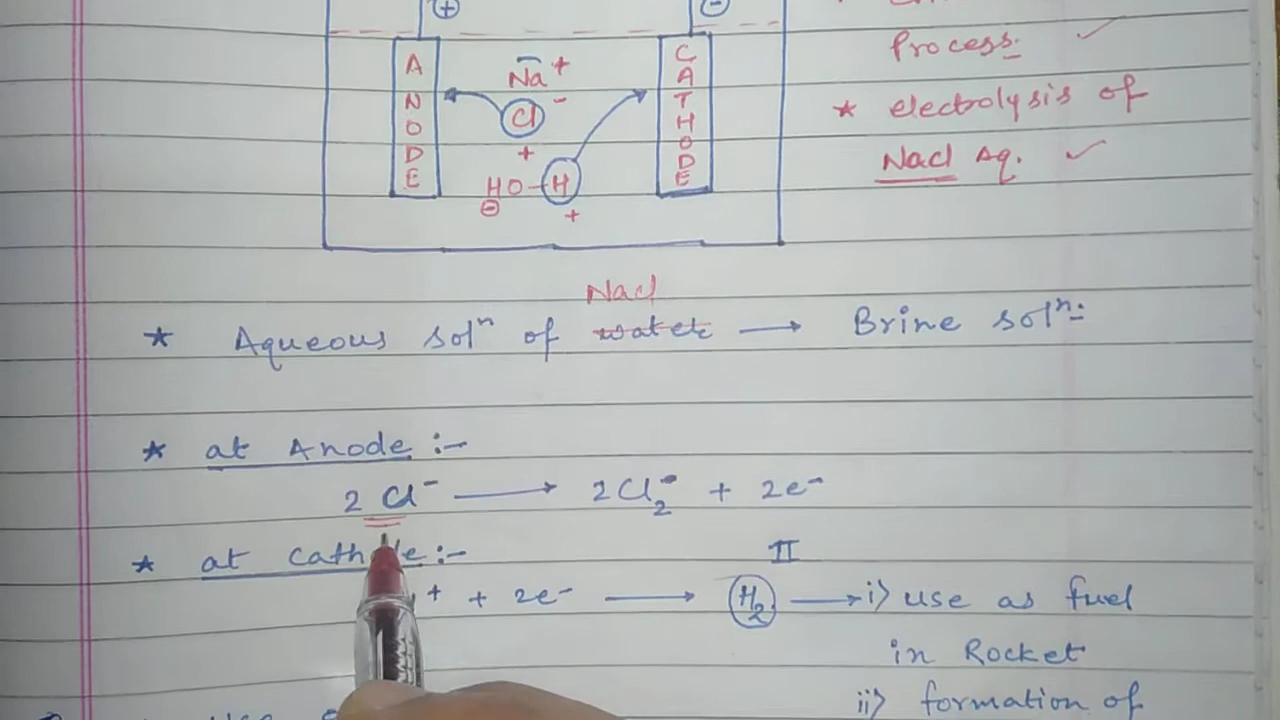 + −
Process. ✓
A N O D E
Na +
Cl −
+
HO – H
⊖ +
C A T H O D E
* electrolysis of
Nacl Aq. ✓
Nacl
* Aqueous solⁿ of water → Brine solⁿ:
* at Anode :-
2 Cl⁻ → 2Cl₂• + 2e⁻
* at Cathode :-
⁺ + 2e⁻ → H₂ → i) use as fuel
II
in Rocket
ii) formation of